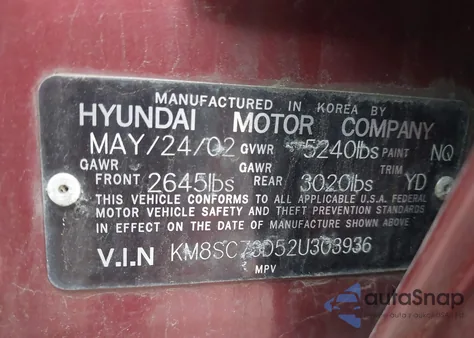 MANUFACTURED IN KOREA BY
HYUNDAI MOTOR COMPANY
MAY/24/02 GVWR 5240lbs PAINT NQ
GAWR FRONT 2645lbs GAWR REAR 3020lbs TRIM YD
THIS VEHICLE CONFORMS TO ALL APPLICABLE U.S.A. FEDERAL
MOTOR VEHICLE SAFETY AND THEFT PREVENTION STANDARDS
IN EFFECT ON THE DATE OF MANUFACTURE SHOWN ABOVE.
V.I.N KM8SC73D52U303936
MPV
autoSnap